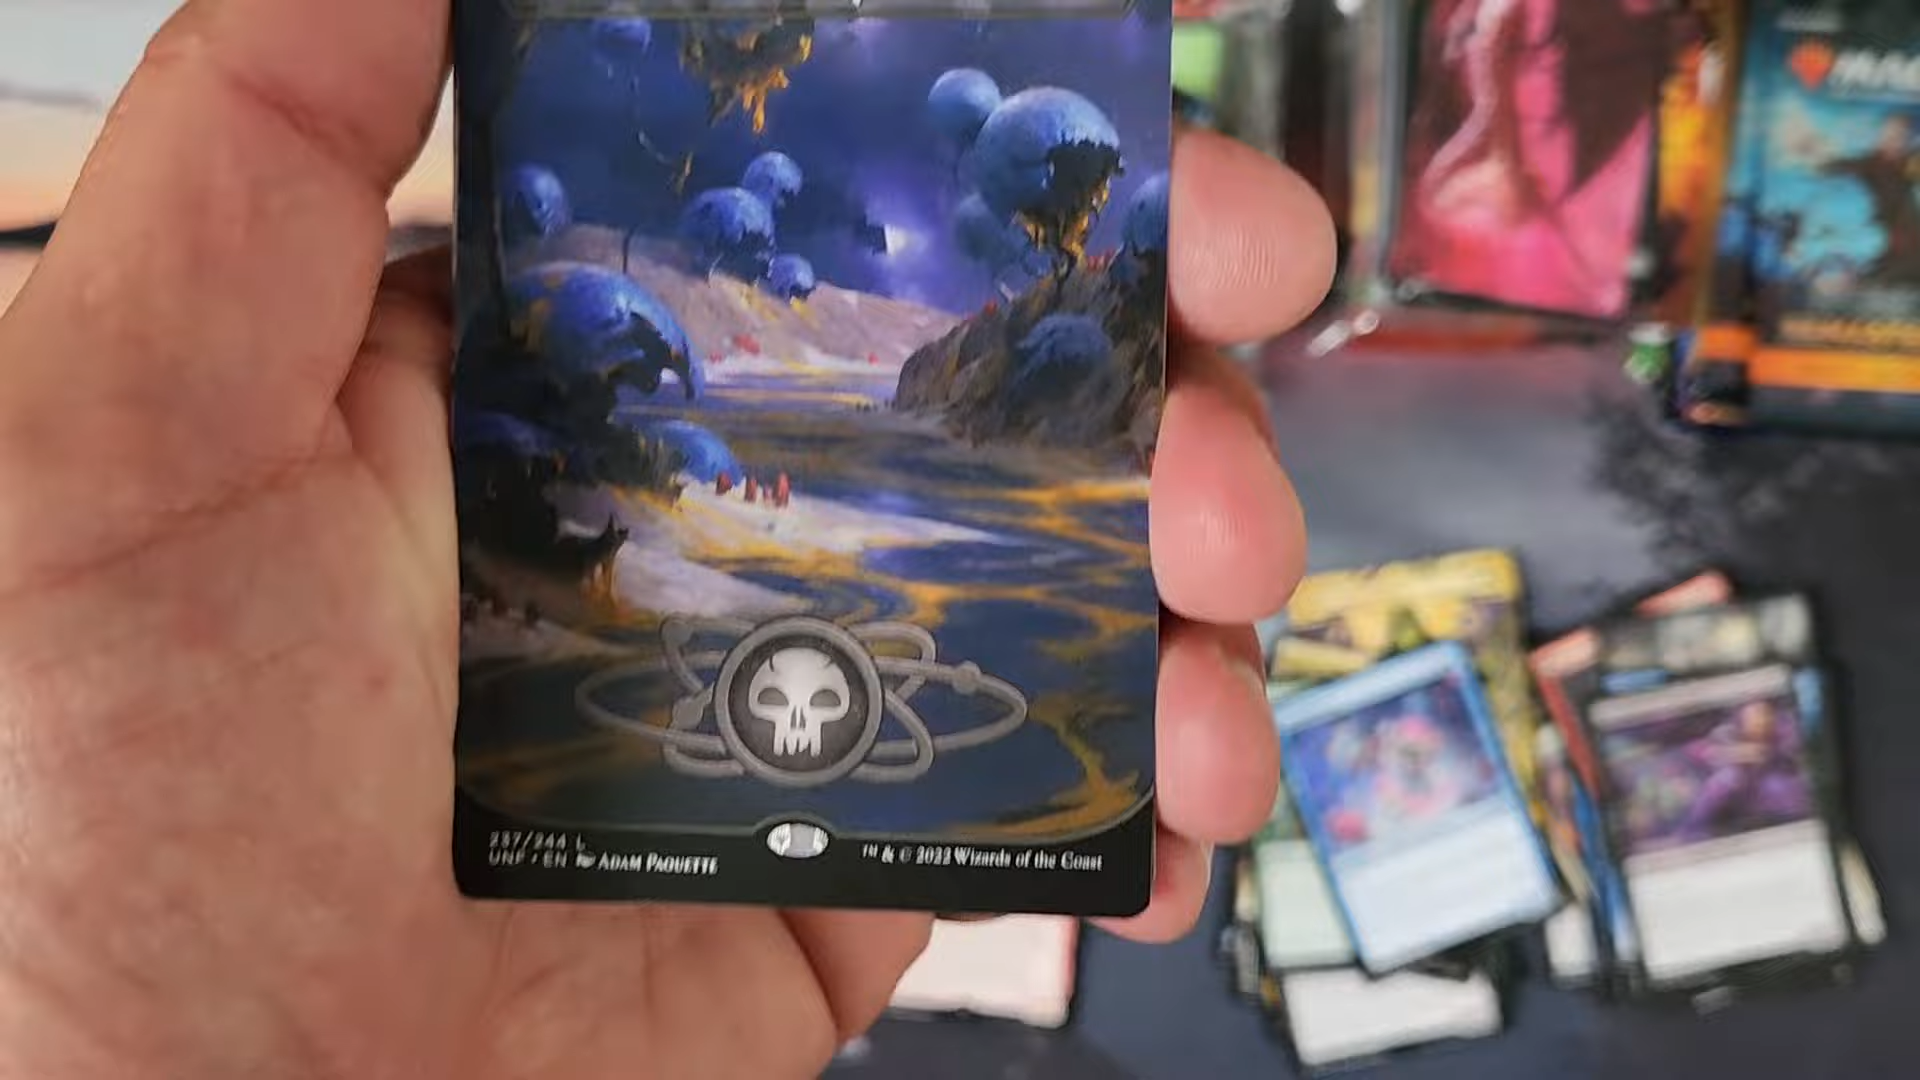 237/244 L
UNF • EN ADAM PAQUETTE
™ & © 2022 Wizards of the Coast